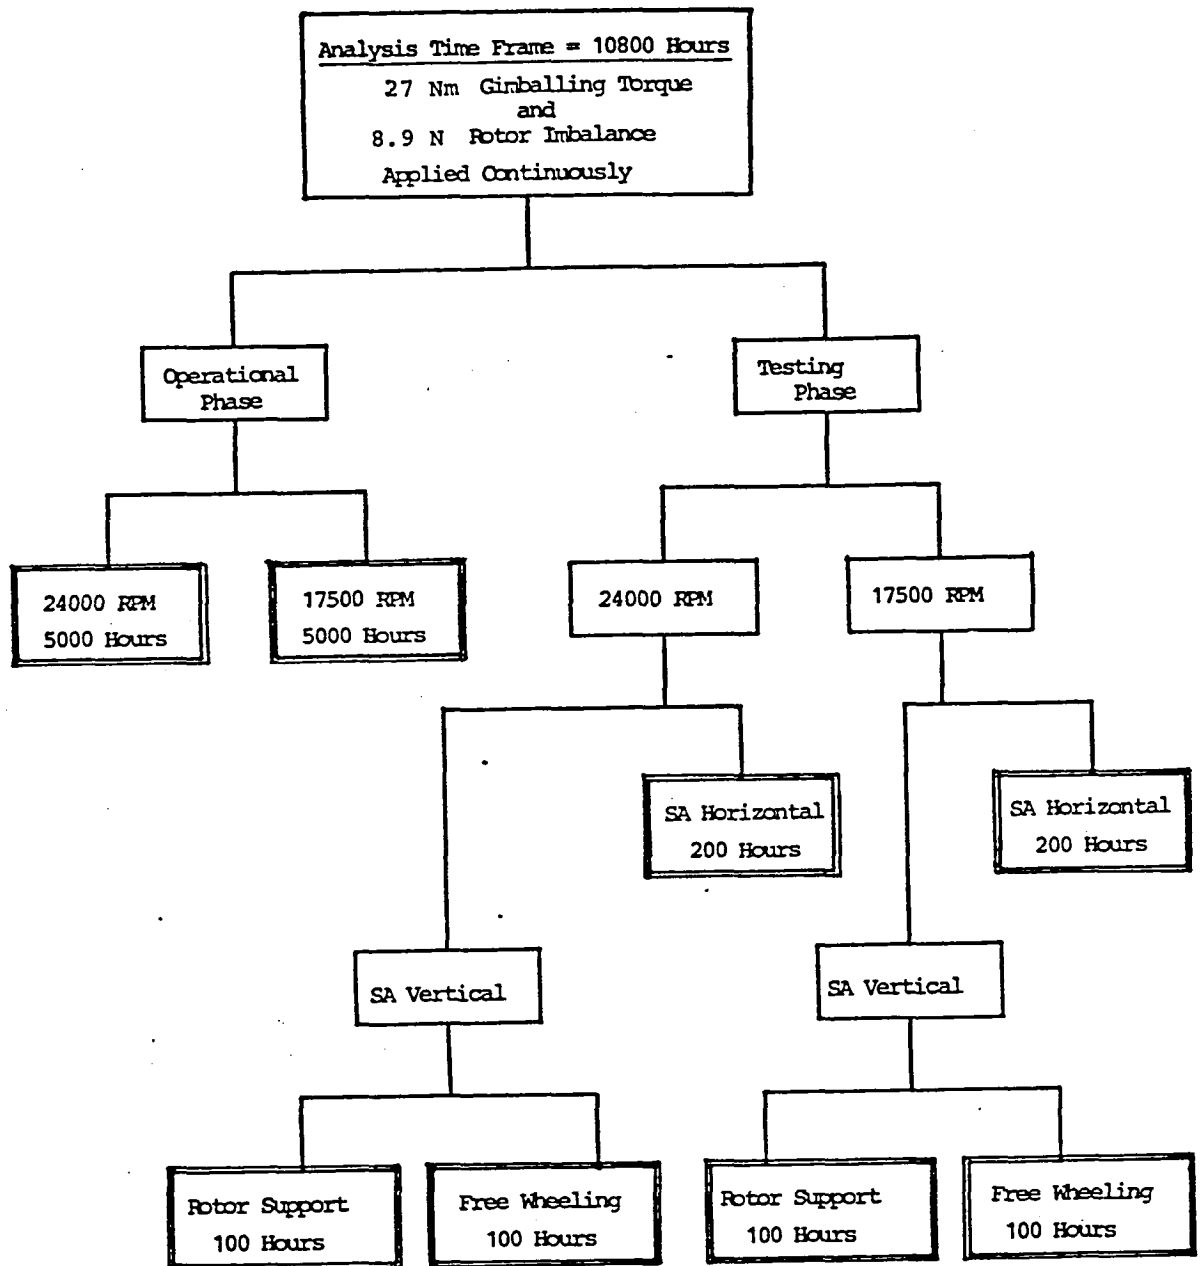 Analysis Time Frame = 10800 Hours
27 Nm Gimballing Torque
and
8.9 N Rotor Imbalance
Applied Continuously
Operational
Phase
Testing
Phase
24000 RPM
5000 Hours
17500 RPM
5000 Hours
24000 RPM
17500 RPM
SA Horizontal
200 Hours
SA Horizontal
200 Hours
SA Vertical
SA Vertical
Rotor Support
100 Hours
Free Wheeling
100 Hours
Rotor Support
100 Hours
Free Wheeling
100 Hours